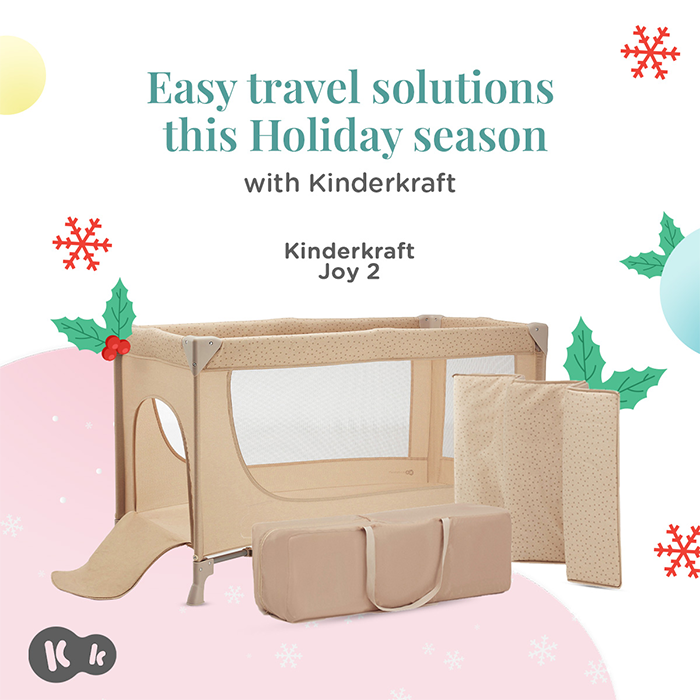 Easy travel solutions
this Holiday season
with Kinderkraft
Kinderkraft
Joy 2
K k